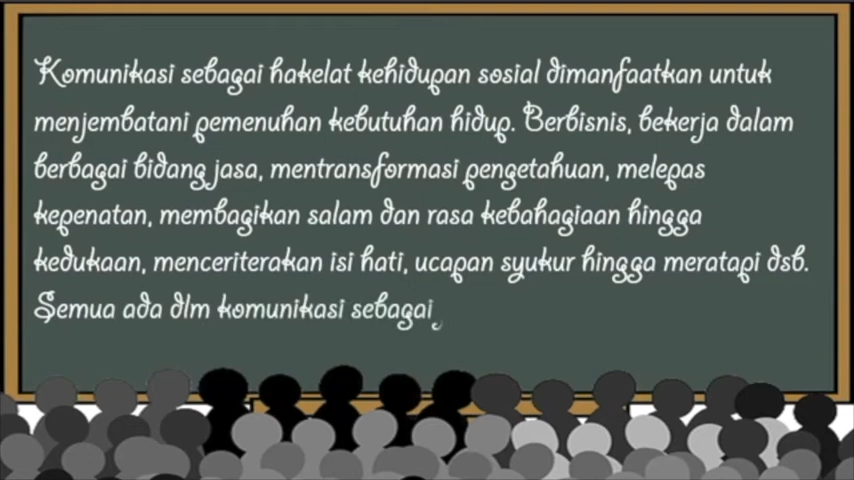 Komunikasi sebagai hakelat kehidupan sosial dimanfaatkan untuk
menjembatani pemenuhan kebutuhan hidup. Berbisnis, bekerja dalam
berbagai bidang jasa, mentransformasi pengetahuan, melepas
kepenatan, membagikan salam dan rasa kebahagiaan hingga
kedukaan, menceriterakan isi hati, ucapan syukur hingga meratapi dsb.
Semua ada dlm komunikasi sebagai